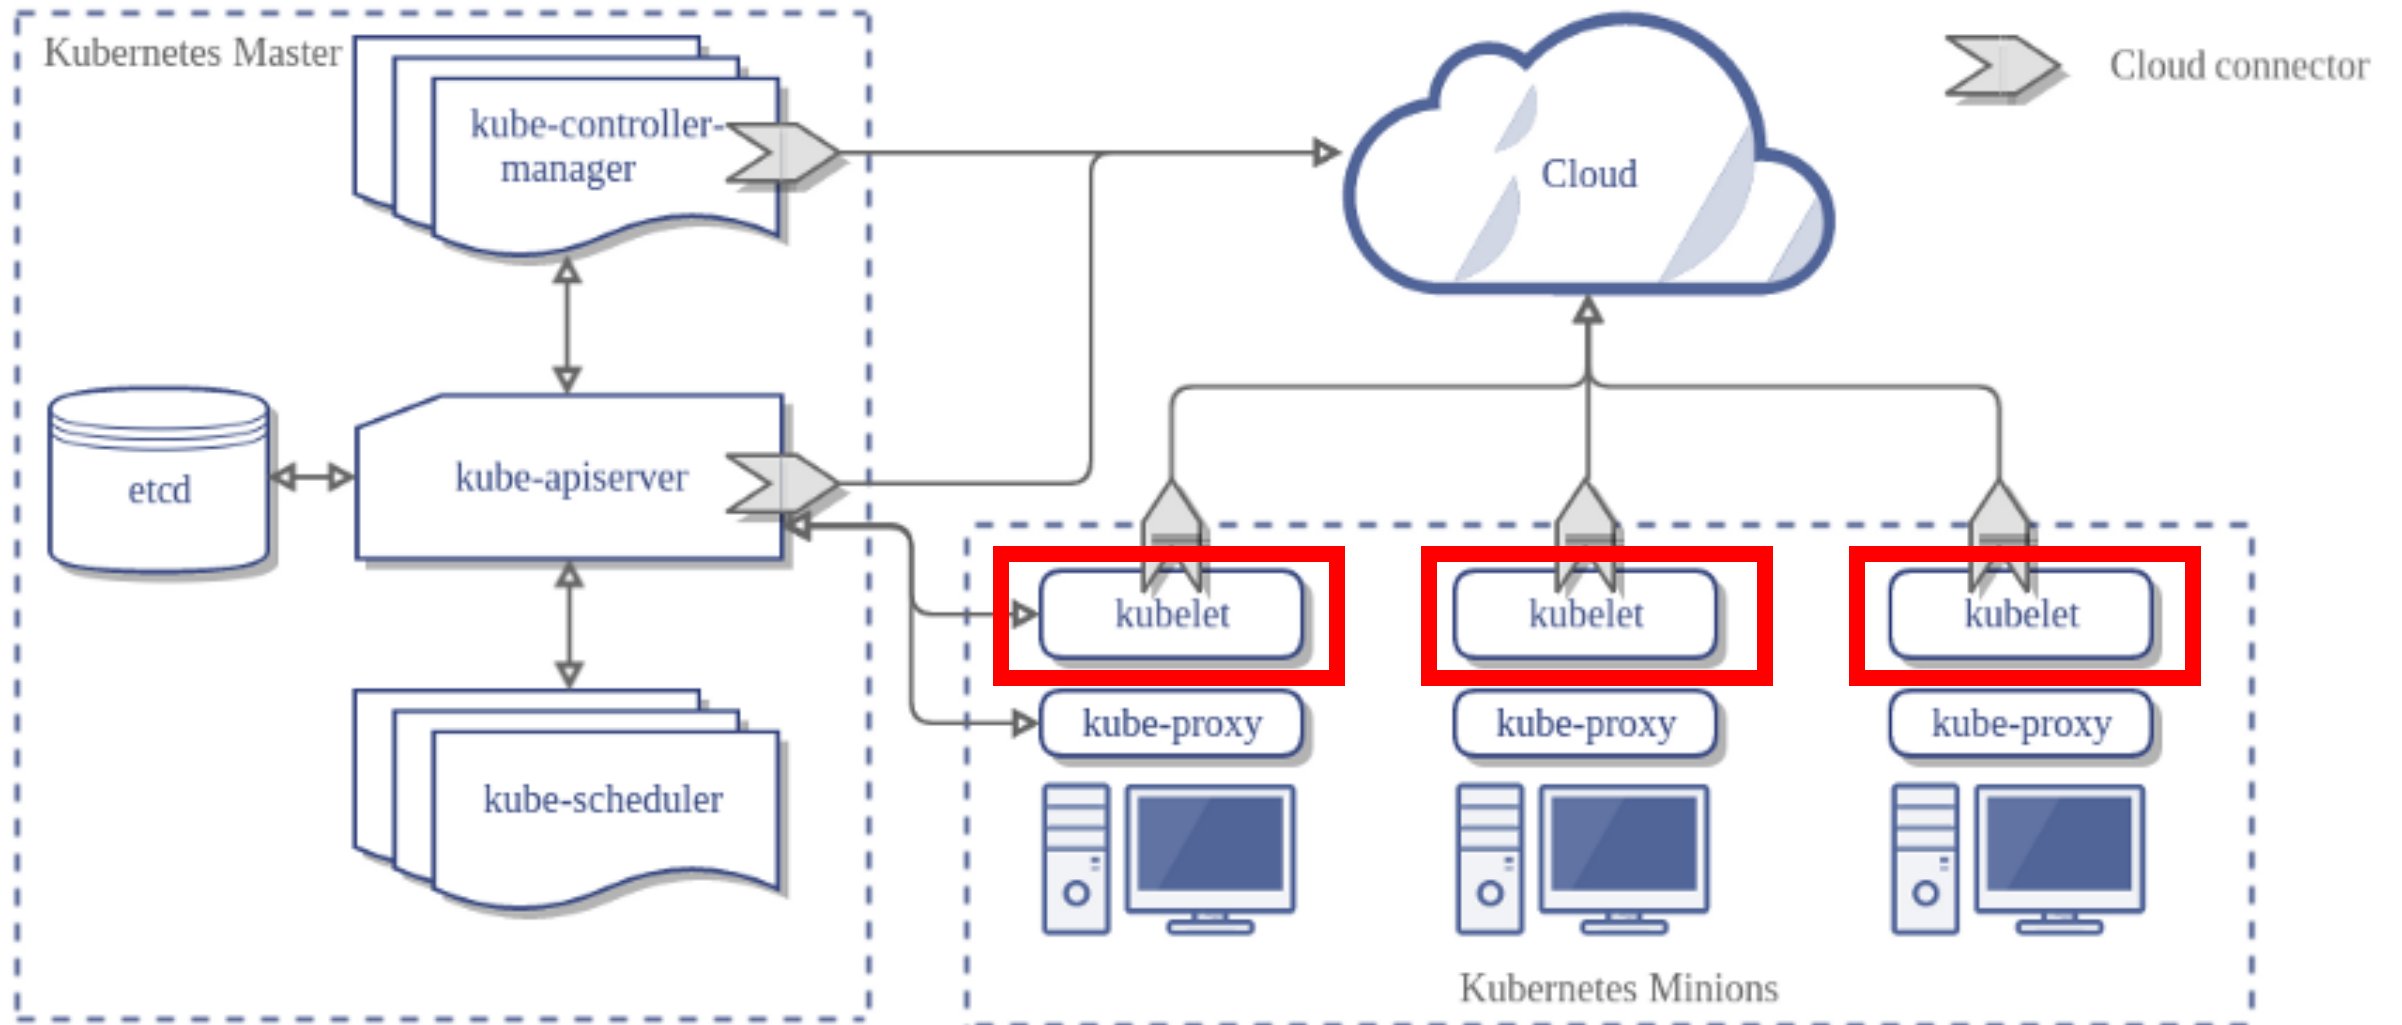 Kubernetes Master
kube-controller-
manager
Cloud
Cloud connector
etcd
kube-apiserver
kubelet
kubelet
kubelet
kube-proxy
kube-proxy
kube-proxy
kube-scheduler
Kubernetes Minions